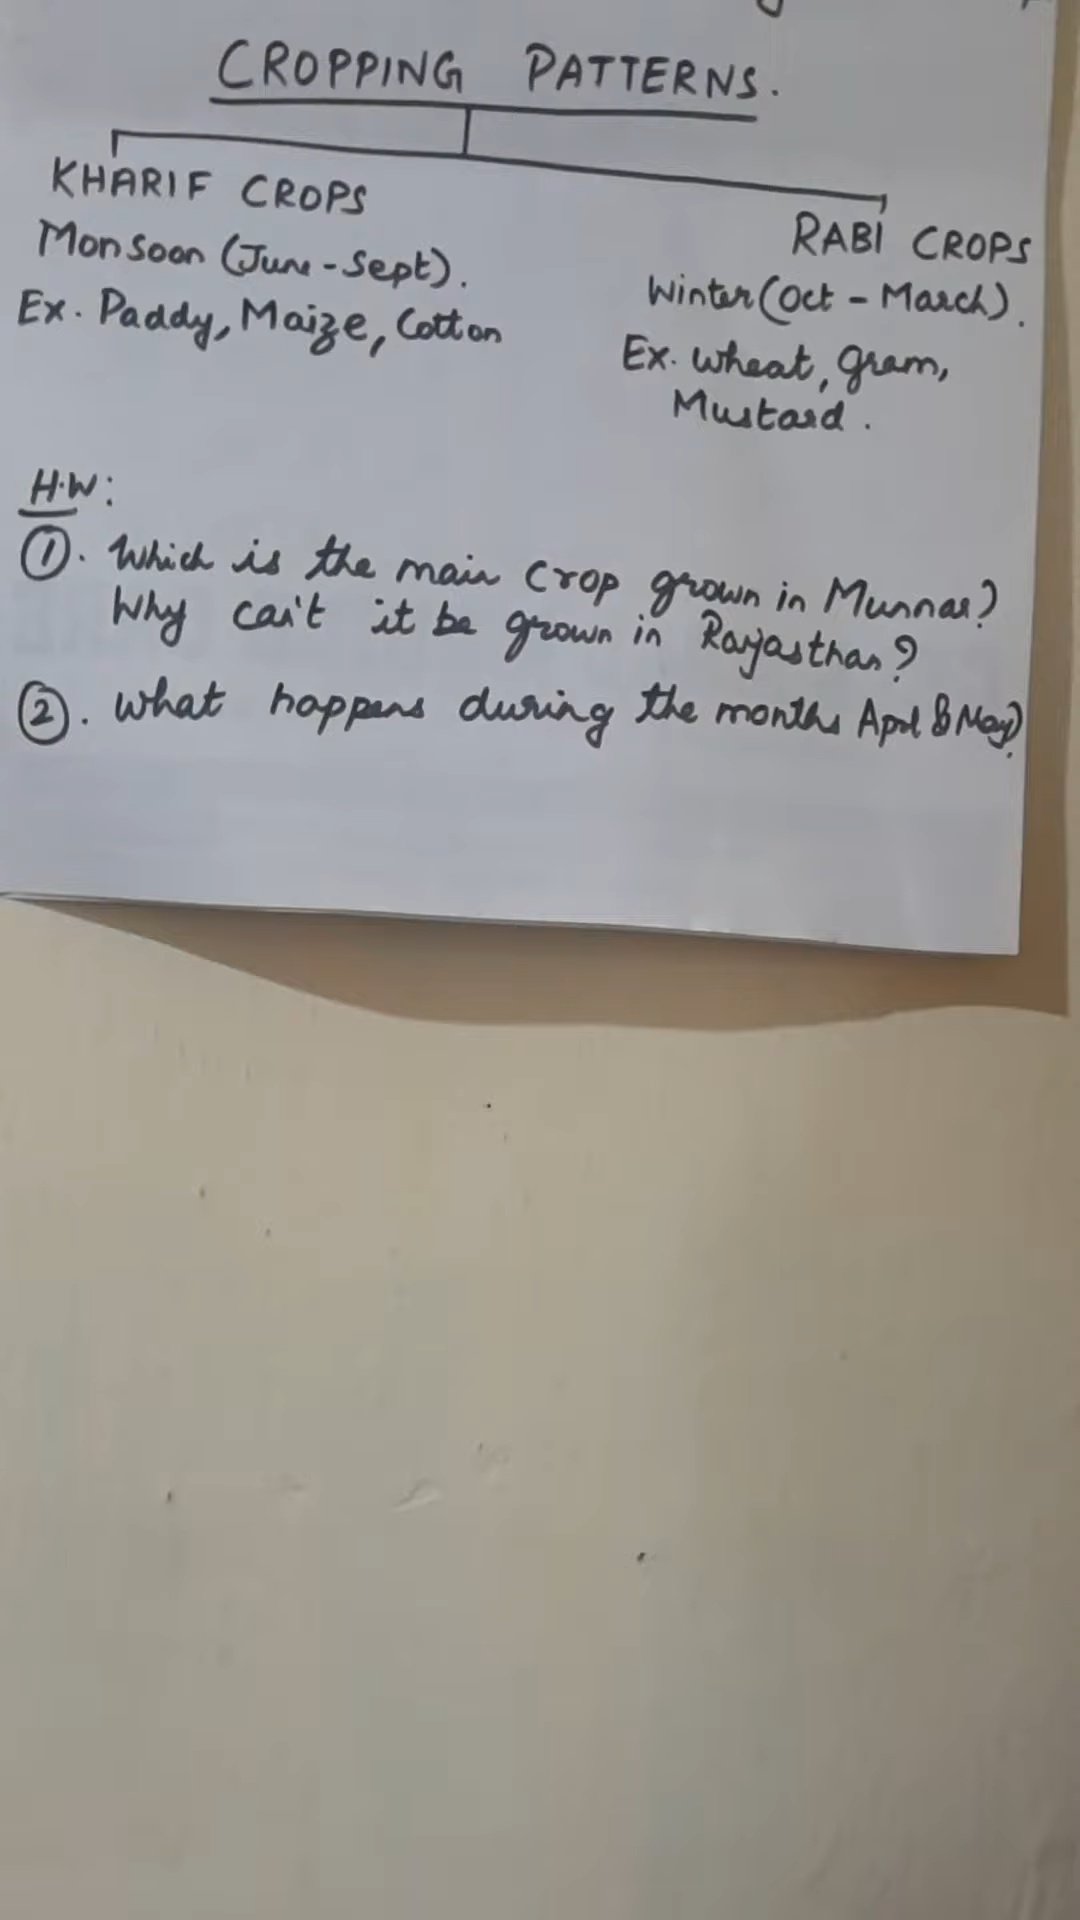 CROPPING PATTERNS.
KHARIF CROPS
Monsoon (June - Sept).
Ex. Paddy, Maize, Cotton
RABI CROPS
Winter (Oct - March).
Ex. Wheat, gram,
Mustard.
H.W:
①. Which is the main crop grown in Munnar?
Why can't it be grown in Rajasthan?
②. What happens during the months April & May?